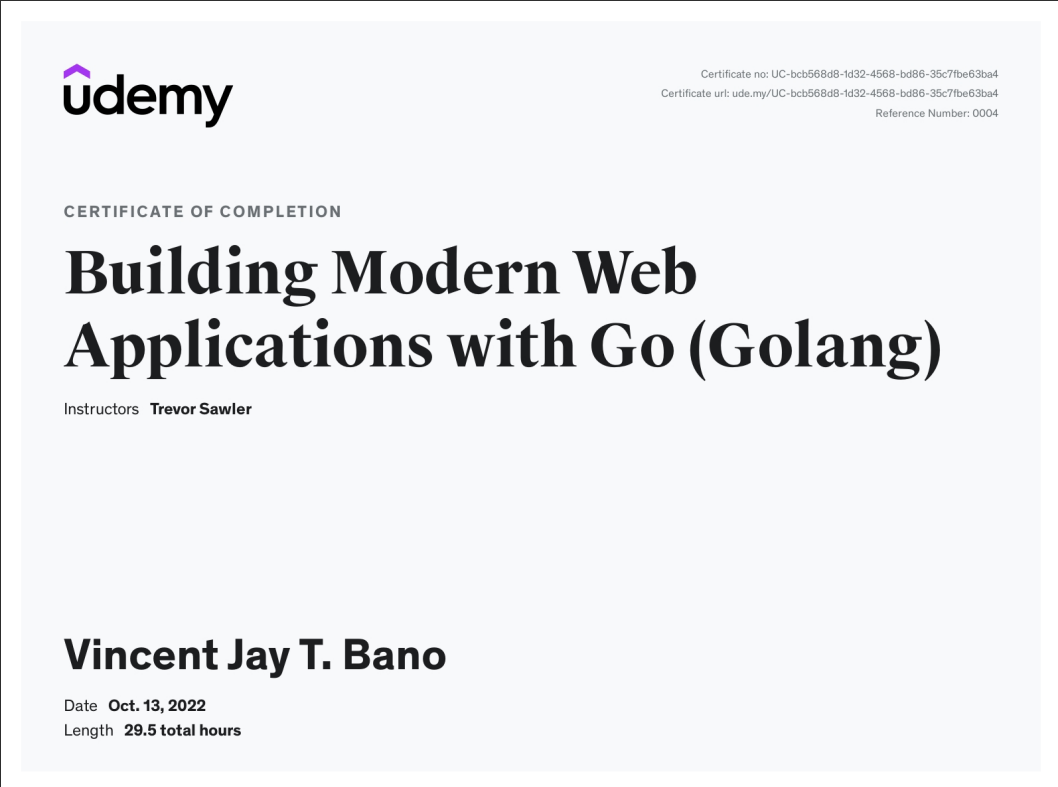 udemy
Certificate no: UC-bcb568d8-1d32-4568-bd86-35c7fbe63ba4
Certificate url: ude.my/UC-bcb568d8-1d32-4568-bd86-35c7fbe63ba4
Reference Number: 0004
CERTIFICATE OF COMPLETION
Building Modern Web
Applications with Go (Golang)
Instructors Trevor Sawler
Vincent Jay T. Bano
Date Oct. 13, 2022
Length 29.5 total hours